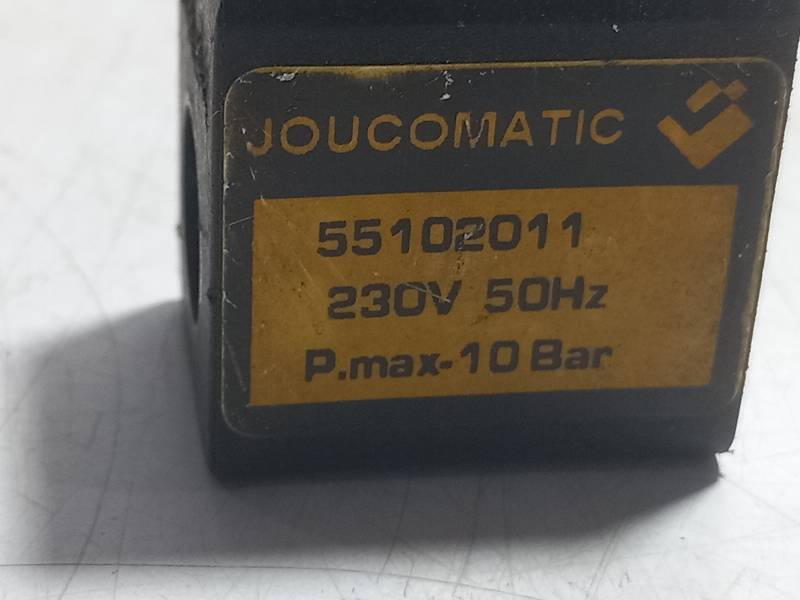 JOUCOMATIC
55102011
230V 50Hz
P.max-10 Bar